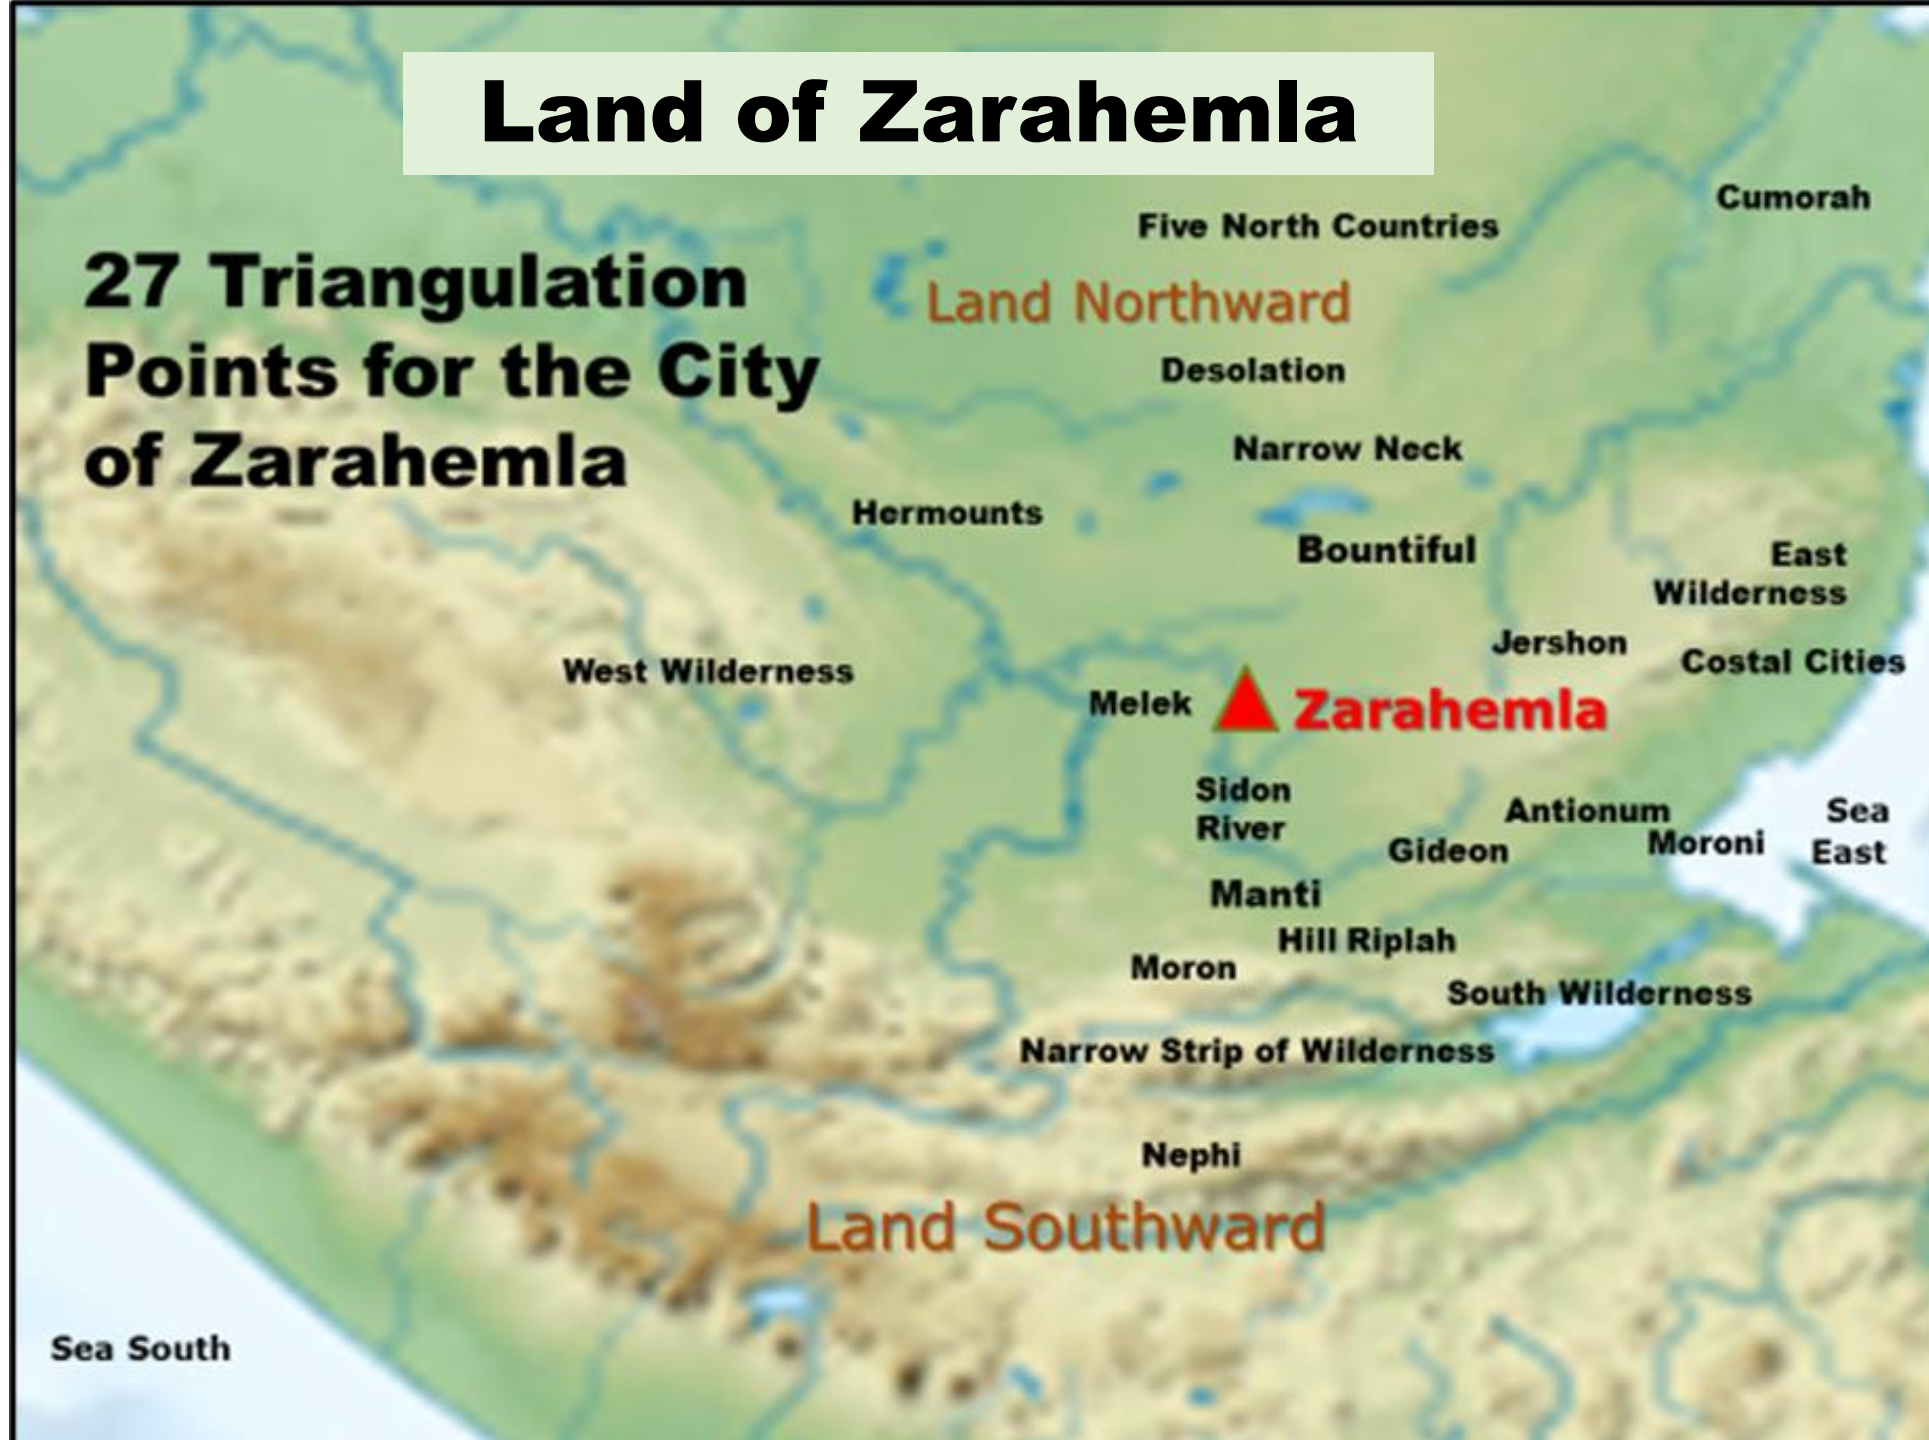 Land of Zarahemla
Cumorah
Five North Countries
27 Triangulation
Points for the City
of Zarahemla
Land Northward
Desolation
Narrow Neck
Hermounts
Bountiful
East
Wilderness
Jershon
Costal Cities
West Wilderness
Melek
Zarahemla
Sidon
River
Antionum
Sea
East
Moroni
Gideon
Manti
Hill Riplah
Moron
South Wilderness
Narrow Strip of Wilderness
Nephi
Land Southward
Sea South